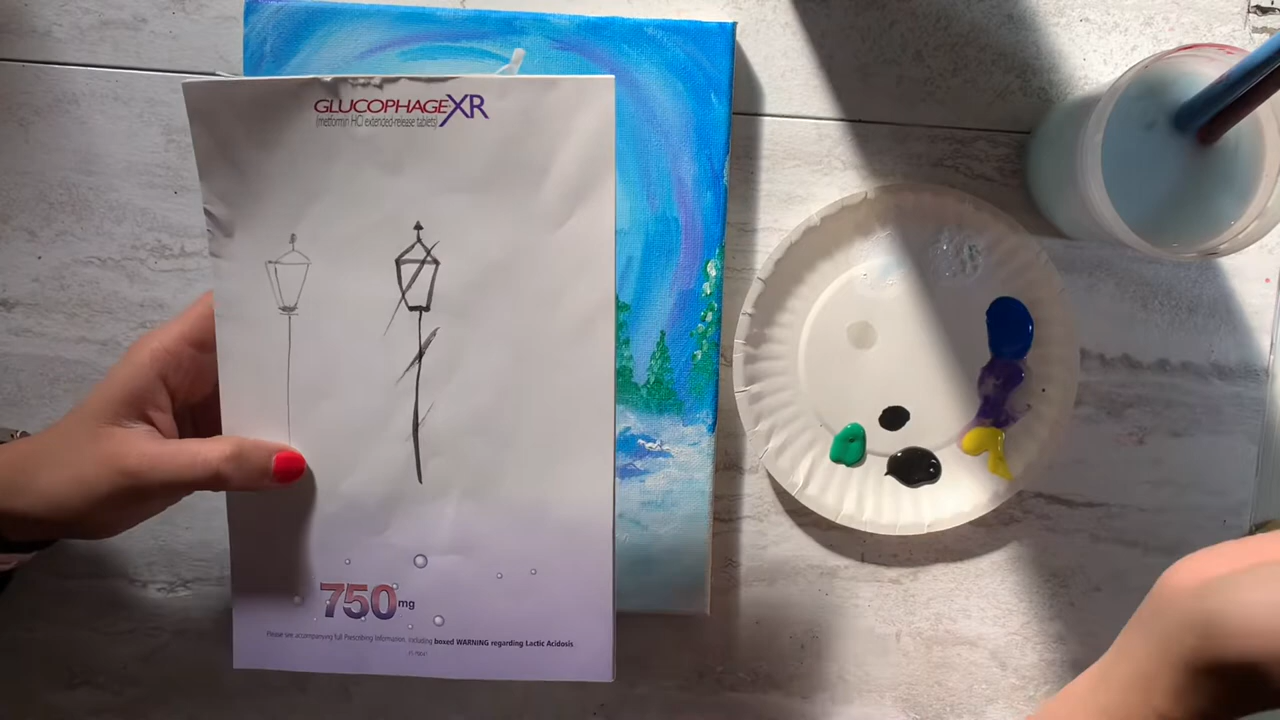 GLUCOPHAGE XR
(metformin HCl extended-release tablets)
750mg
Please see accompanying full Prescribing Information, including boxed WARNING regarding Lactic Acidosis